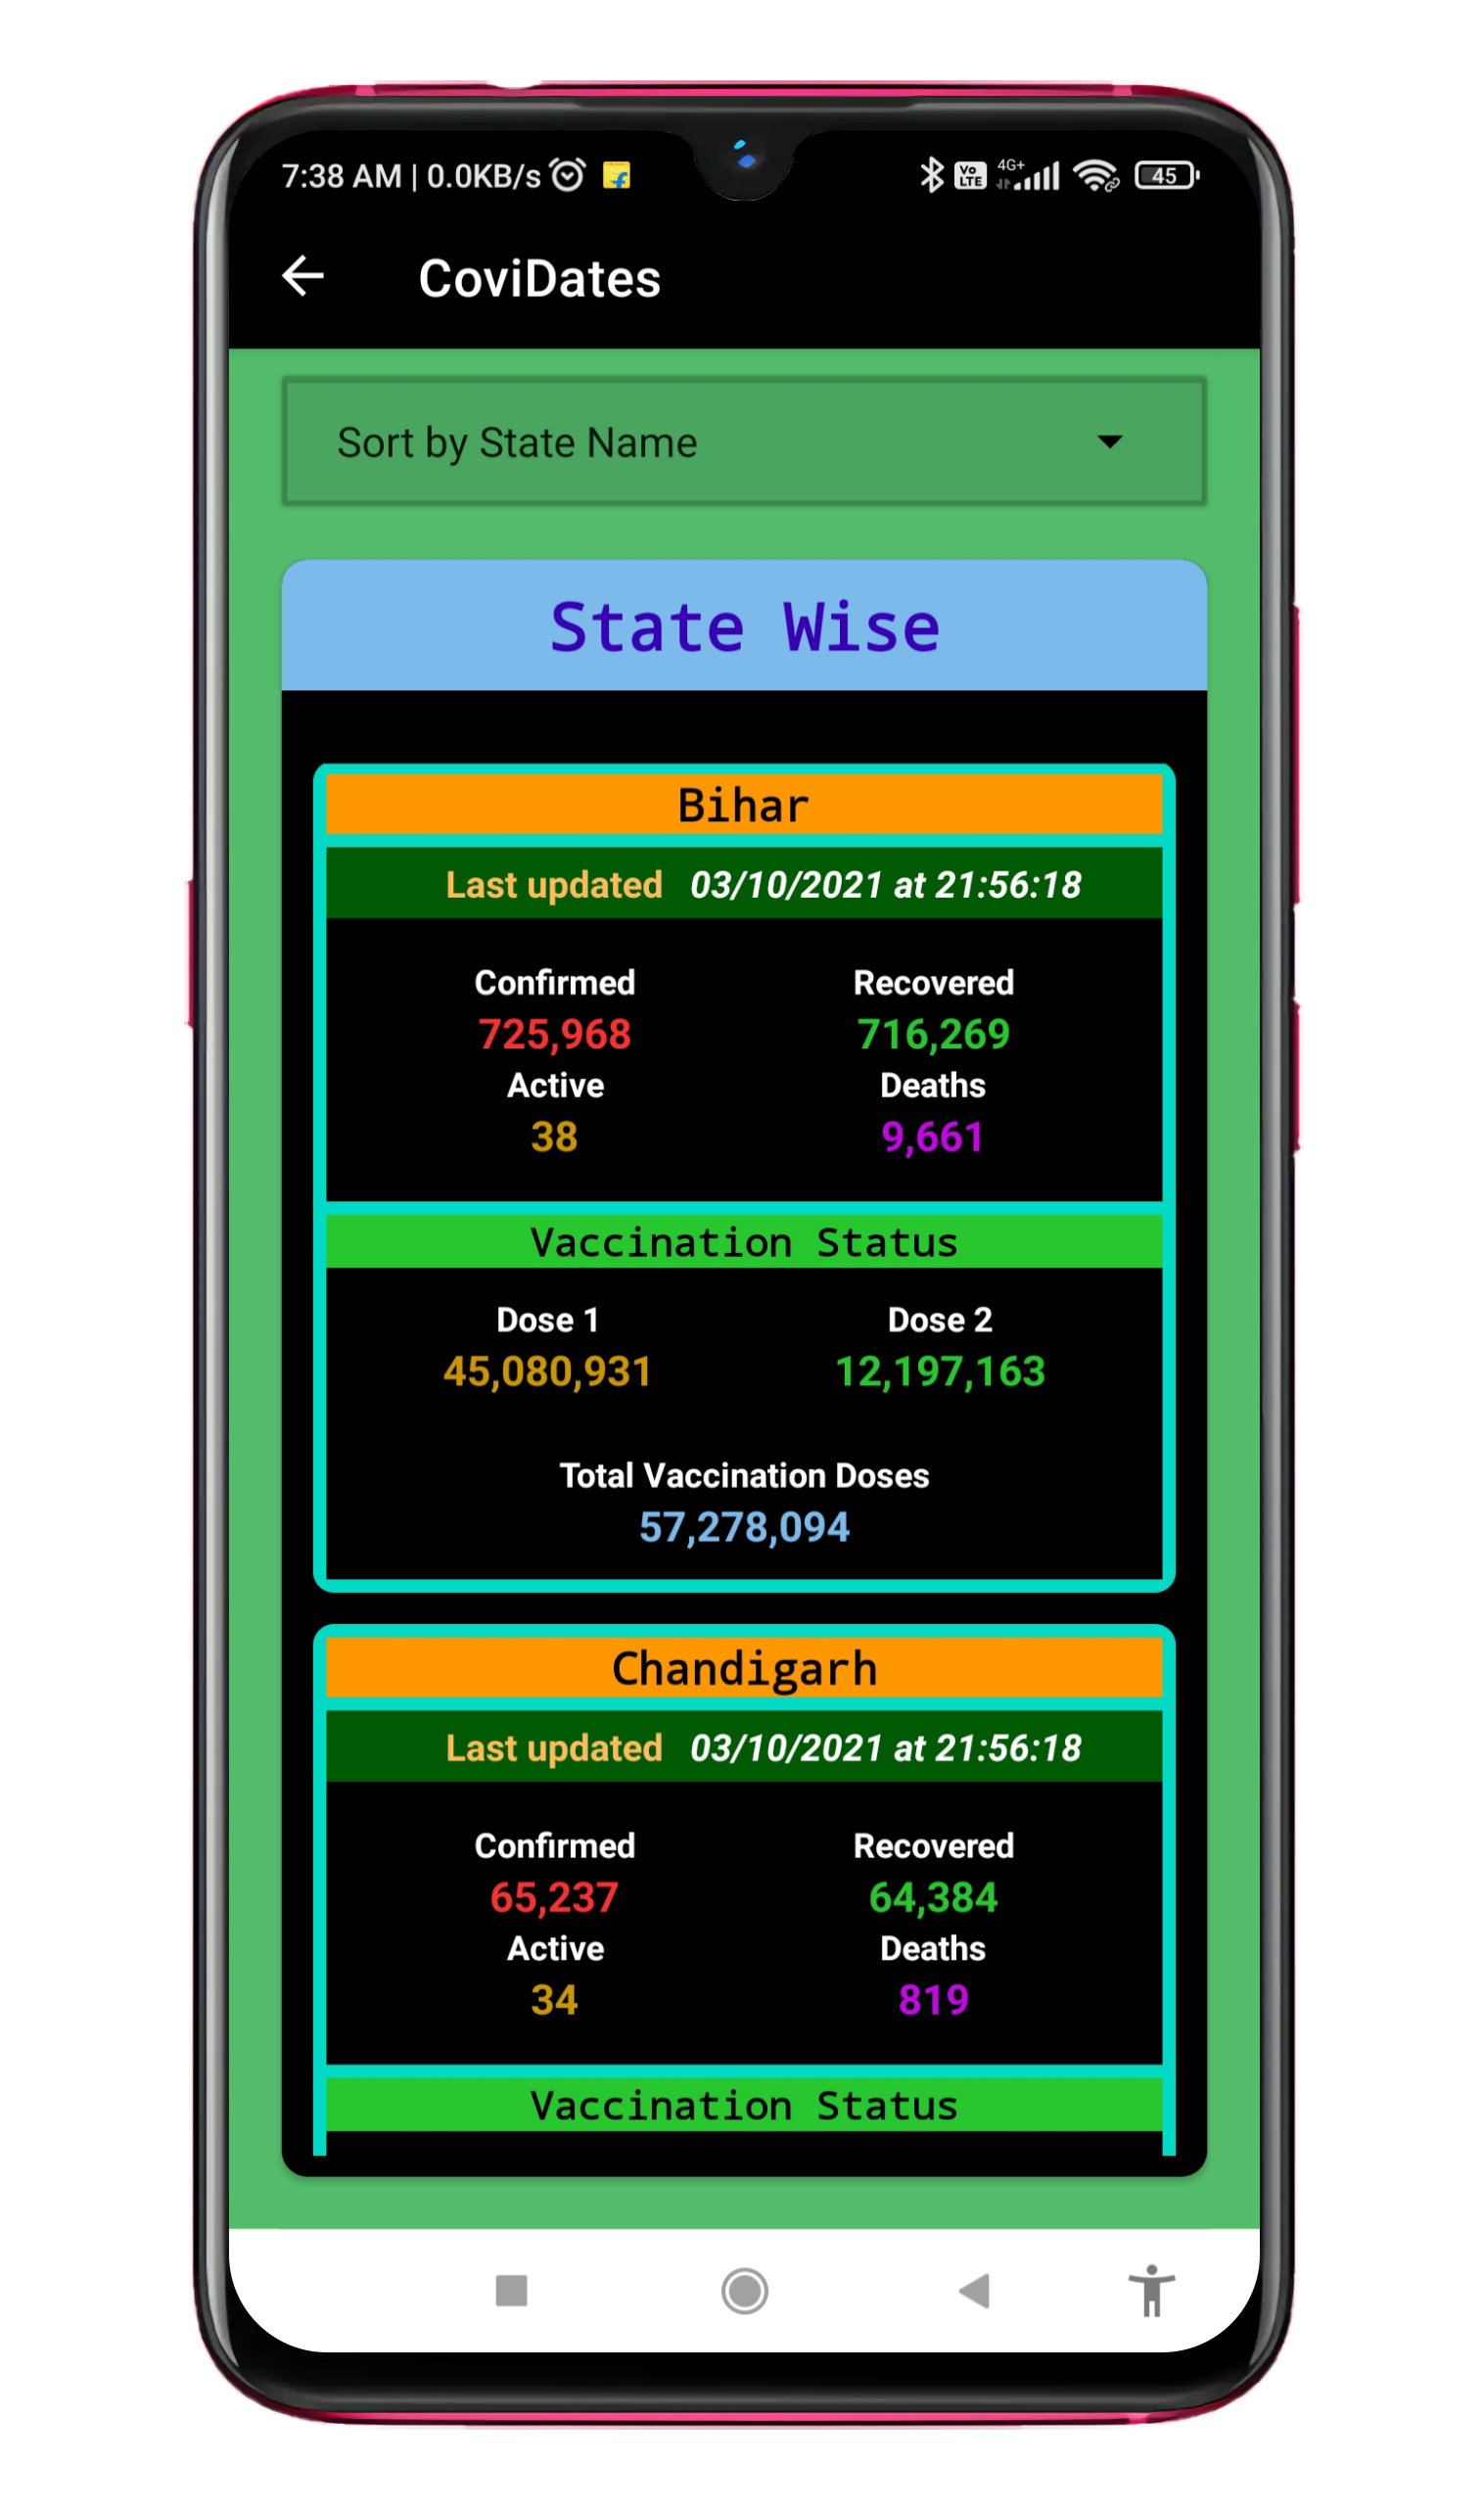 7:38 AM | 0.0KB/s Vo LTE 4G+ 45
CoviDates
Sort by State Name
State Wise
Bihar
Last updated 03/10/2021 at 21:56:18
Confirmed Recovered
725,968 716,269
Active Deaths
38 9,661
Vaccination Status
Dose 1 Dose 2
45,080,931 12,197,163
Total Vaccination Doses
57,278,094
Chandigarh
Last updated 03/10/2021 at 21:56:18
Confirmed Recovered
65,237 64,384
Active Deaths
34 819
Vaccination Status